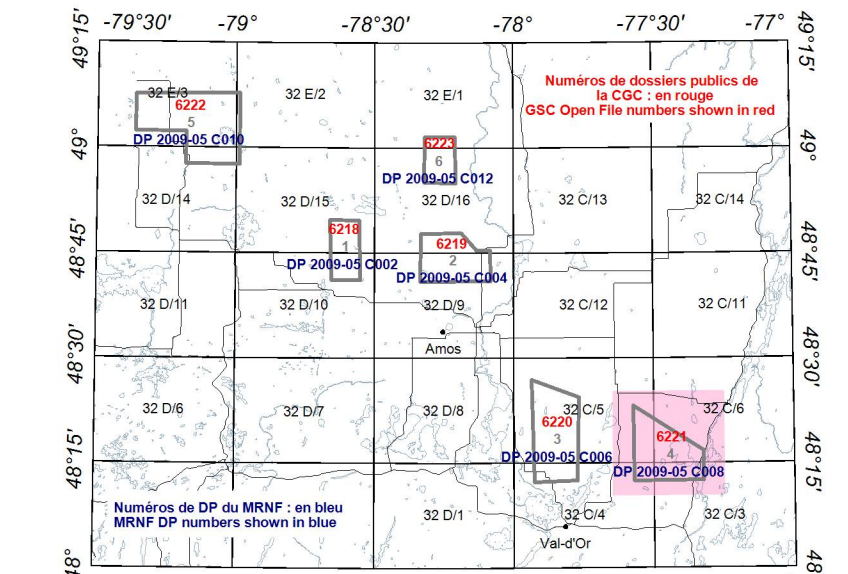 -79°30'
-79°
-78°30'
-78°
-77°30'
-77°
49°15'
49°15'
32 E/3
32 E/2
32 E/1
Numéros de dossiers publics de
la CGC : en rouge
GSC Open File numbers shown in red
6222
5
DP 2009-05 C010
6223
6
DP 2009-05 C012
49°
49°
32 D/14
32 D/15
32 D/16
32 C/13
32 C/14
6218
1
DP 2009-05 C002
6219
2
DP 2009-05 C004
48°45'
48°45'
32 D/11
32 D/10
32 D/9
32 C/12
32 C/11
Amos
48°30'
48°30'
32 D/6
32 D/7
32 D/8
32 C/5
32 C/6
6220
3
DP 2009-05 C006
6221
4
DP 2009-05 C008
48°15'
48°15'
Numéros de DP du MRNF : en bleu
MRNF DP numbers shown in blue
32 D/1
32 C/4
32 C/3
Val-d'Or
48°
48